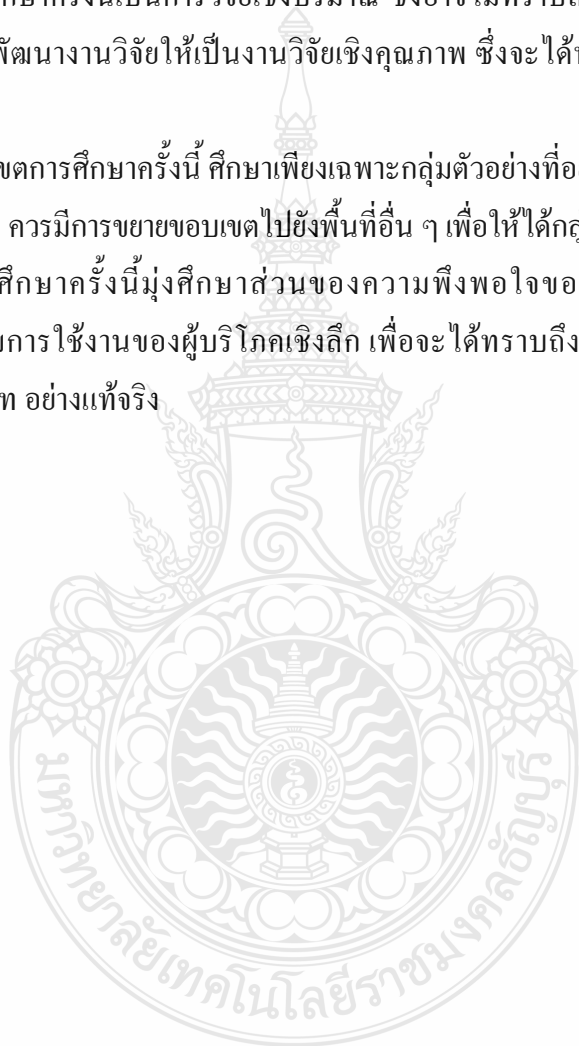 ศึกษาครั้งนี้เป็นการวิจัยเชิงปริมาณ ซึ่งอาจไม่ทราบ
พัฒนางานวิจัยให้เป็นงานวิจัยเชิงคุณภาพ ซึ่งจะได้
เขตการศึกษาครั้งนี้ ศึกษาเพียงเฉพาะกลุ่มตัวอย่างที่
ควรมีการขยายขอบเขตไปยังพื้นที่อื่น ๆ เพื่อให้ได้
ศึกษาครั้งนี้มุ่งศึกษาส่วนของความพึงพอใจขอ
การใช้งานของผู้บริโภคเชิงลึก เพื่อจะได้ทราบถึง
ท อย่างแท้จริง
มหาวิทยาลัยเทคโนโลยีราชมงคลธัญบุรี